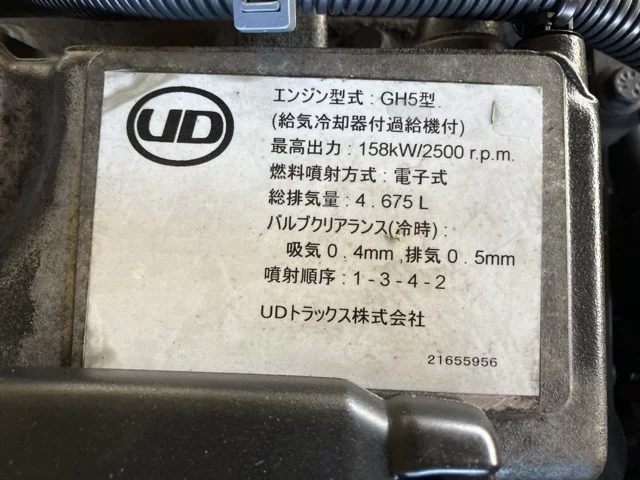 UD
エンジン型式 : GH5型.
(給気冷却器付過給機付)
最高出力 : 158kW/2500 r.p.m.
燃料噴射方式 : 電子式
総排気量 : 4 . 675 L
バルブクリアランス(冷時) :
吸気 0 . 4mm ,排気 0 . 5mm
噴射順序 : 1 - 3 - 4 - 2
UDトラックス株式会社
21655956